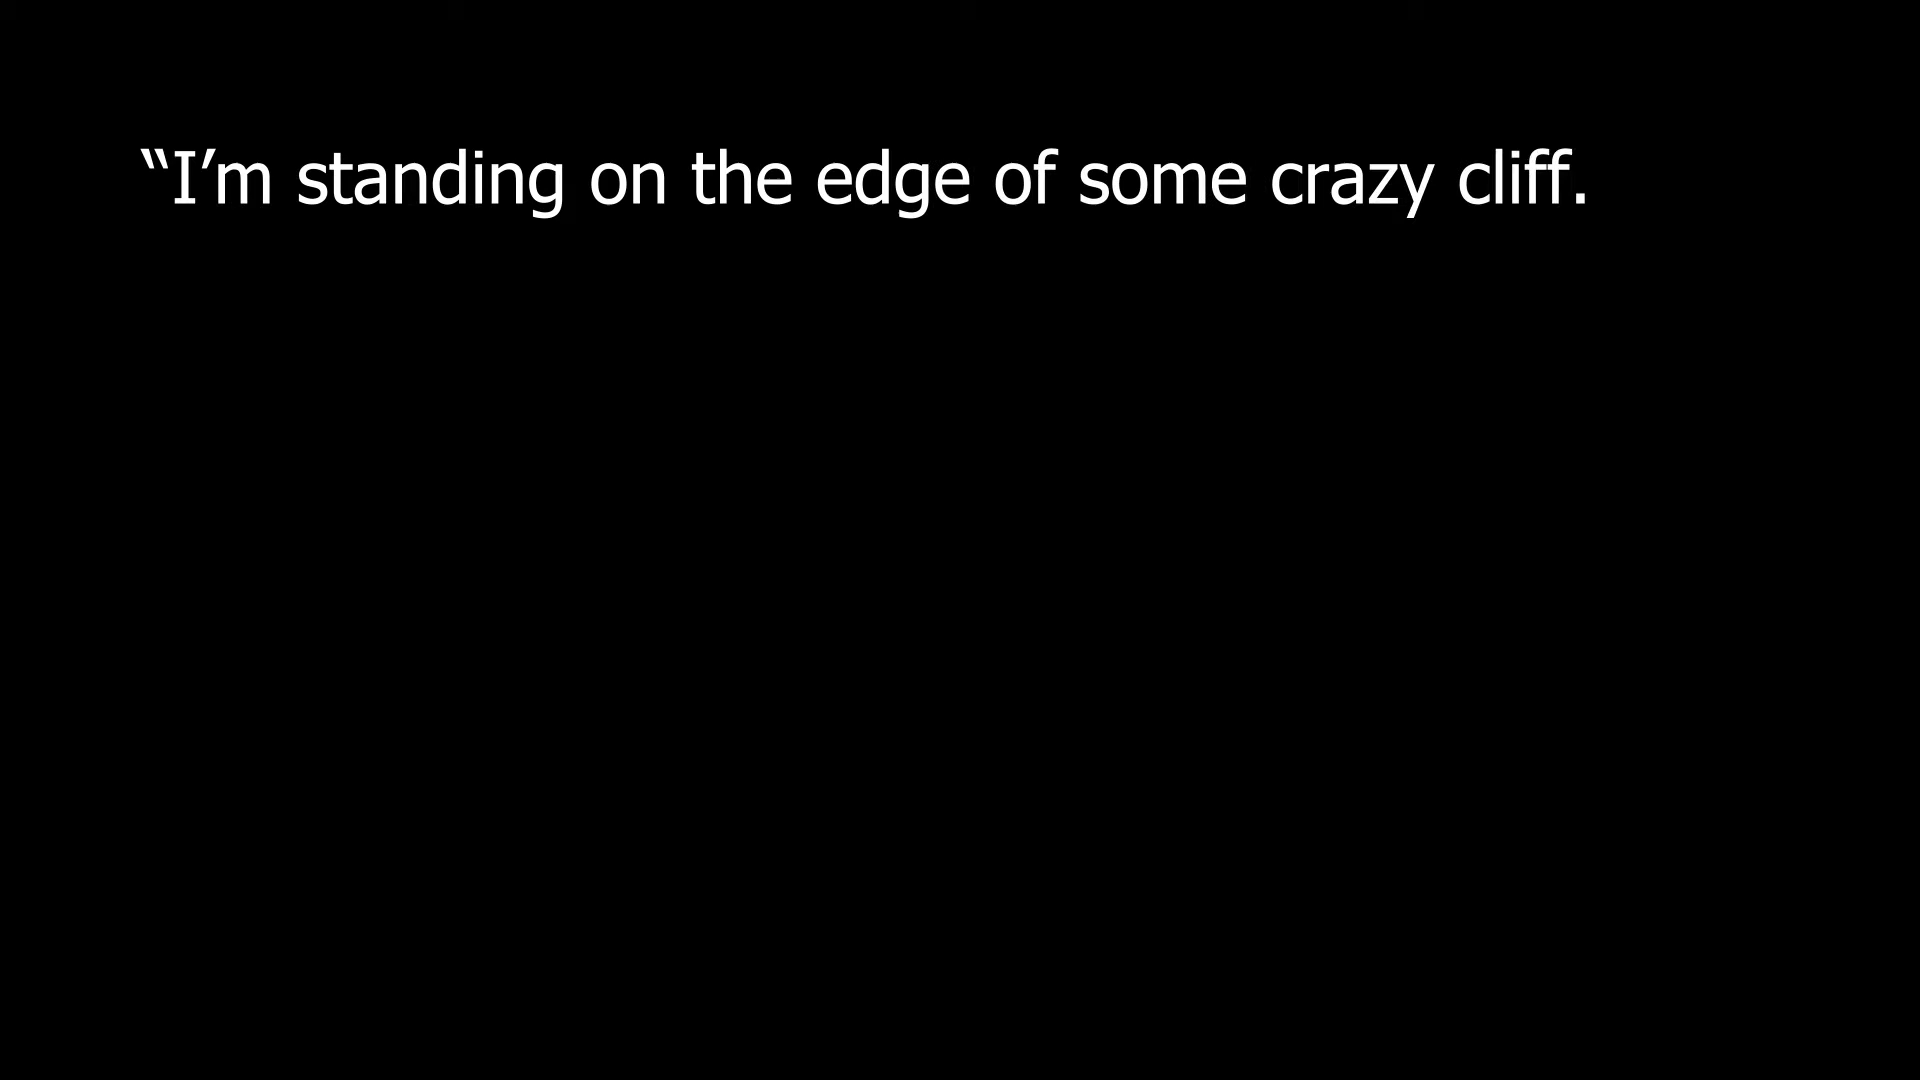 “I’m standing on the edge of some crazy cliff.